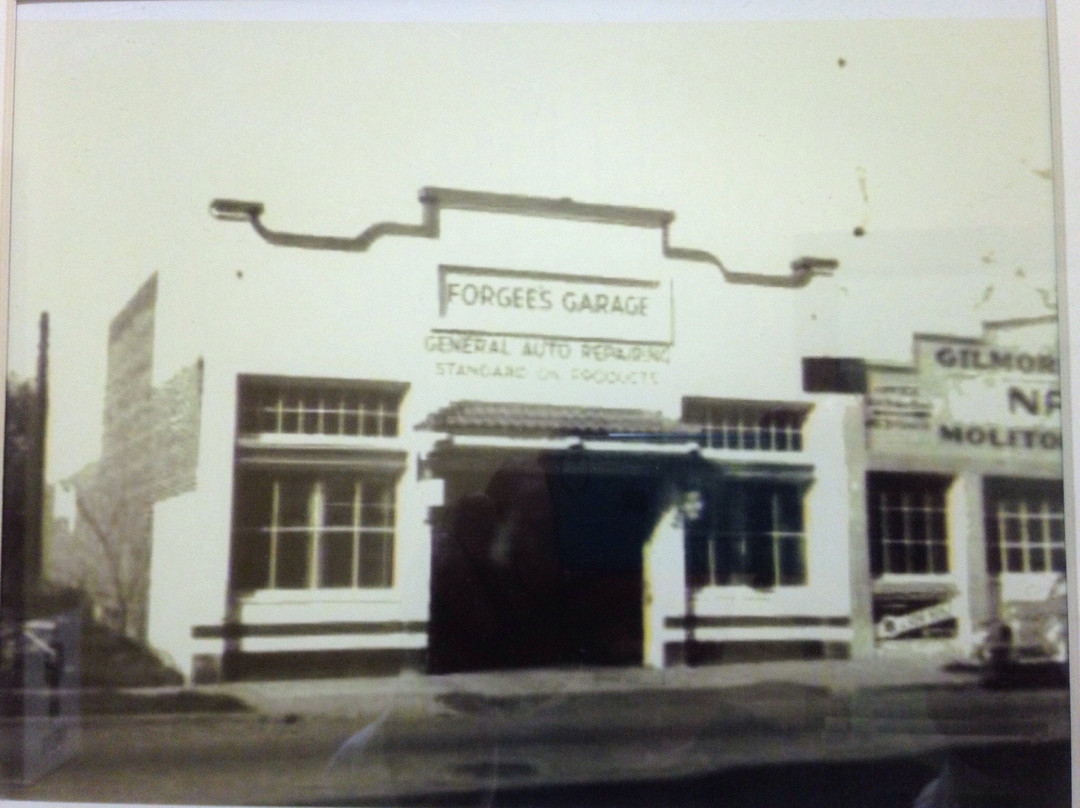 FORGEE'S GARAGE
GENERAL AUTO REPAIRING
STANDARD OIL PRODUCTS
GILMOR
NA
MOLITO